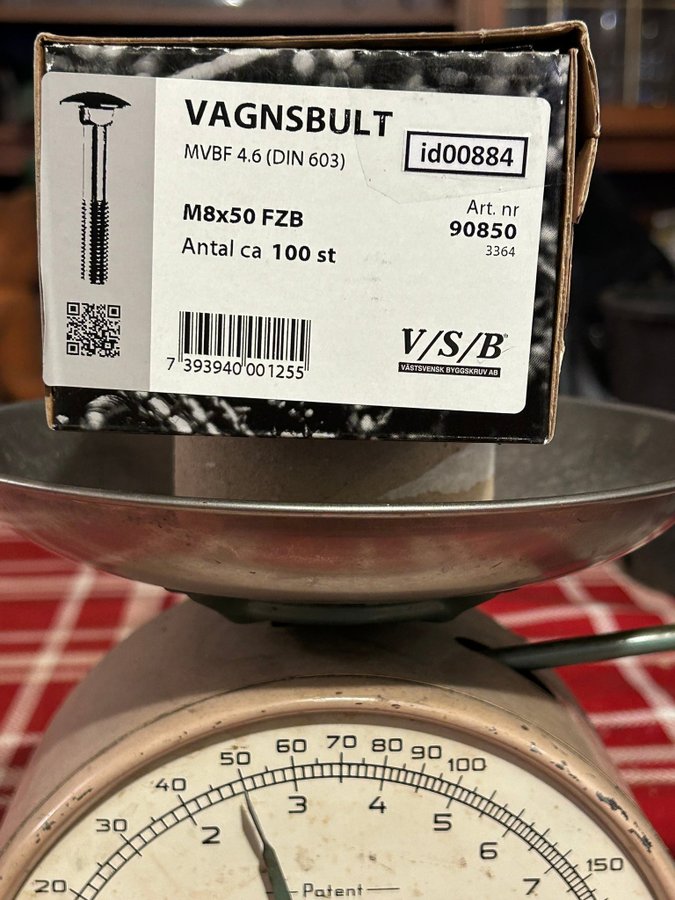 VAGNSBULT
MVBF 4.6 (DIN 603)
id00884
M8x50 FZB
Antal ca 100 st
Art. nr
90850
3364
7 393940 001255
V/S/B®
VÄSTSVENSK BYGGSKRUV AB
20 30 40 50 60 70 80 90 100 150
2 3 4 5 6 7
Patent